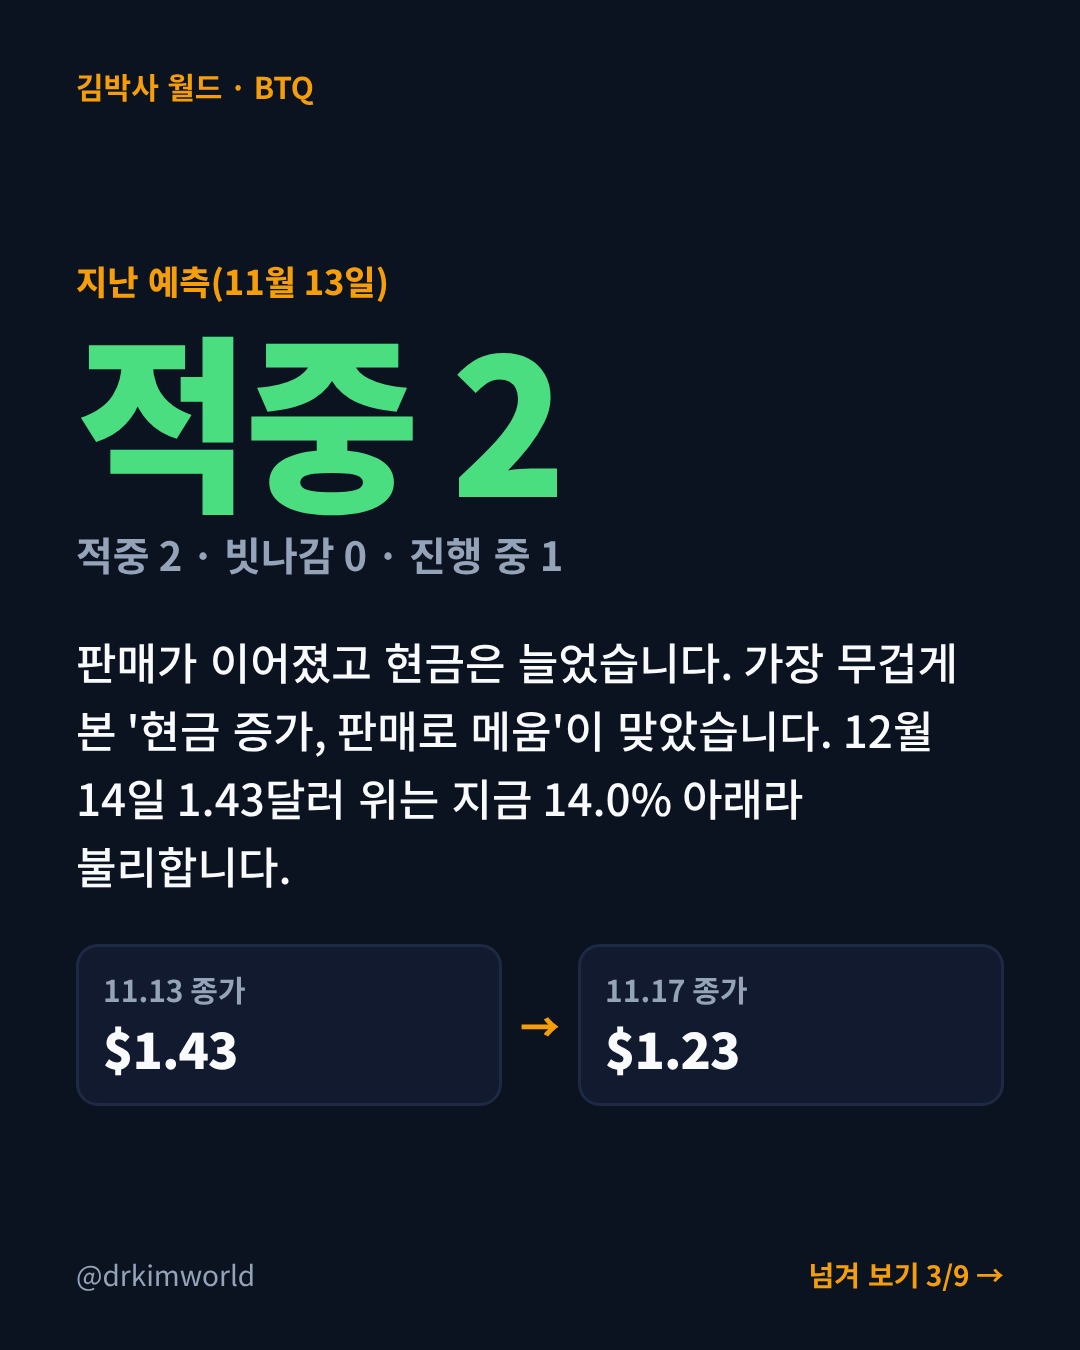 김박사 월드 · BTQ
지난 예측(11월 13일)
적중 2
적중 2 · 빗나감 0 · 진행 중 1
판매가 이어졌고 현금은 늘었습니다. 가장 무겁게
본 '현금 증가, 판매로 메움'이 맞았습니다. 12월
14일 1.43달러 위는 지금 14.0% 아래라
불리합니다.
11.13 종가
$1.43
→
11.17 종가
$1.23
@drkimworld
넘겨 보기 3/9 →